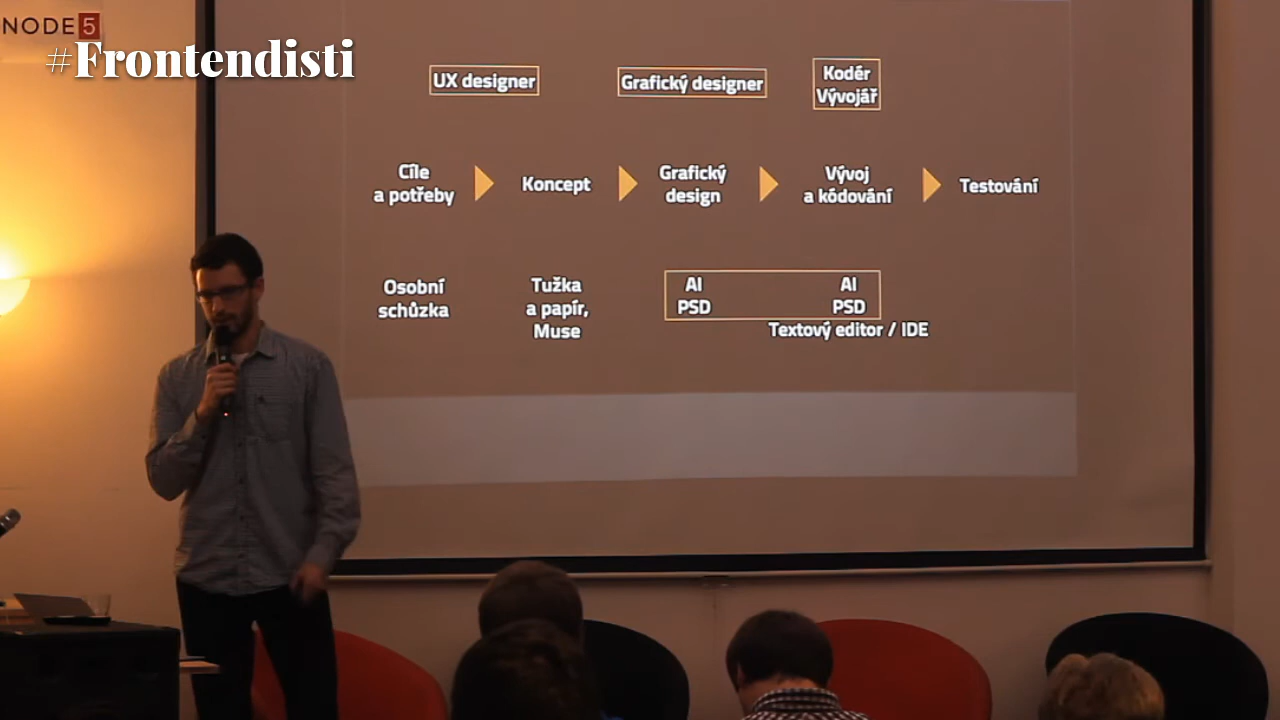 NODE5
#Frontendisti
UX designer
Grafický designer
Kodér
Vývojář
Cíle
a potřeby
Koncept
Grafický
design
Vývoj
a kódování
Testování
Osobní
schůzka
Tužka
a papír,
Muse
AI
PSD
AI
PSD
Textový editor / IDE